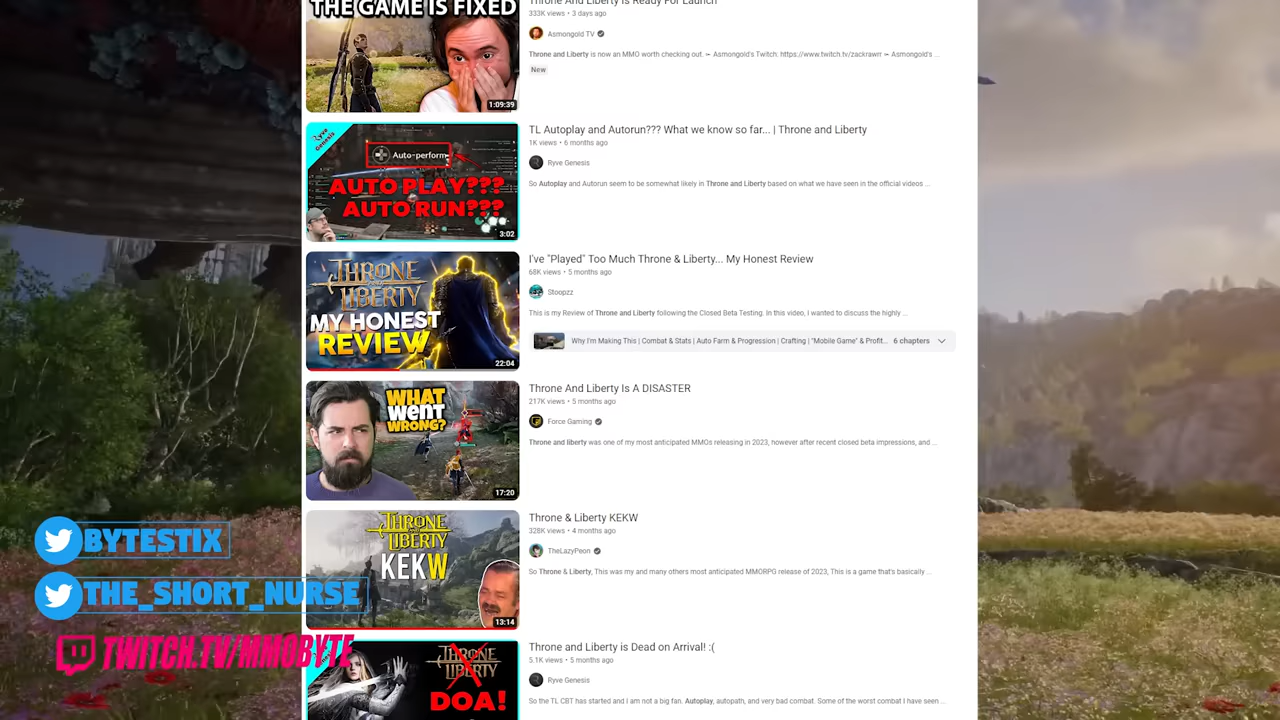 THE GAME IS FIXED
Throne And Liberty Is Ready For Launch
333K views • 3 days ago
Asmongold TV
Throne and Liberty is now an MMO worth checking out. ➳ Asmongold's Twitch: https://www.twitch.tv/zackrawrr ➳ Asmongold's ...
New
1:09:39
Ryve Genesis
Auto-perform
AUTO PLAY???
AUTO RUN???
3:02
TL Autoplay and Autorun??? What we know so far... | Throne and Liberty
1K views • 6 months ago
Ryve Genesis
So Autoplay and Autorun seem to be somewhat likely in Throne and Liberty based on what we have seen in the official videos ...
THRONE
AND
LIBERTY
MY HONEST
REVIEW
22:04
I've "Played" Too Much Throne & Liberty... My Honest Review
68K views • 5 months ago
Stoopzz
This is my Review of Throne and Liberty following the Closed Beta Testing. In this video, I wanted to discuss the highly ...
Why I'm Making This | Combat & Stats | Auto Farm & Progression | Crafting | "Mobile Game" & Profit... 6 chapters
WHAT
WENT
WRONG?
17:20
Throne And Liberty Is A DISASTER
217K views • 5 months ago
Force Gaming
Throne and liberty was one of my most anticipated MMOs releasing in 2023, however after recent closed beta impressions, and ...
THRONE
AND
LIBERTY
KEKW
13:14
Throne & Liberty KEKW
328K views • 4 months ago
TheLazyPeon
So Throne & Liberty, This was my and many others most anticipated MMORPG release of 2023, This is a game that's basically ...
THRONE
LIBERTY
DOA!
Throne and Liberty is Dead on Arrival! :(
5.1K views • 5 months ago
Ryve Genesis
So the TL CBT has started and I am not a big fan. Autoplay, autopath, and very bad combat. Some of the worst combat I have seen ...
BYTESTIX
THE_SHORT_NURSE
TWITCH.TV/MMOBYTE